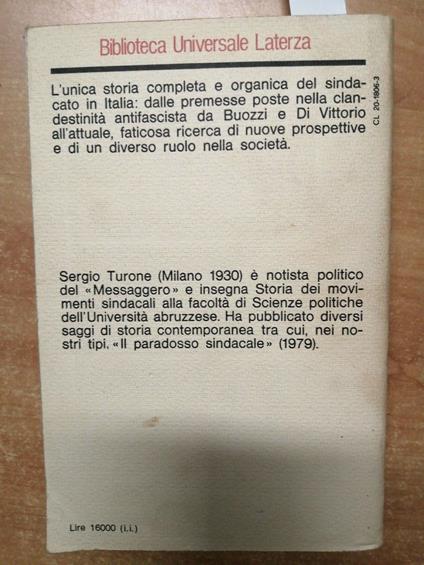 Biblioteca Universale Laterza
L'unica storia completa e organica del sinda-
cato in Italia: dalle premesse poste nella clan-
destinità antifascista da Buozzi e Di Vittorio
all'attuale, faticosa ricerca di nuove prospettive
e di un diverso ruolo nella società.
CL 20-1806-3
Sergio Turone (Milano 1930) è notista politico
del «Messaggero» e insegna Storia dei movi-
menti sindacali alla facoltà di Scienze politiche
dell'Università abruzzese. Ha pubblicato diversi
saggi di storia contemporanea tra cui, nei no-
stri tipi, «Il paradosso sindacale» (1979).
Lire 16000 (i.i.)